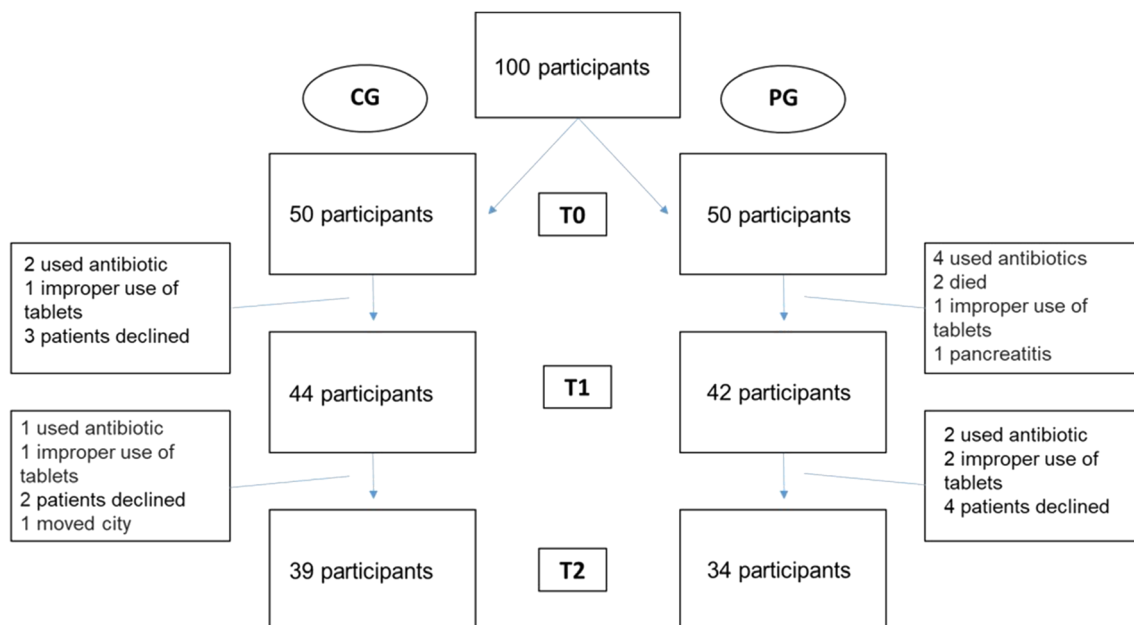 100 participants
CG
PG
50 participants
T0
50 participants
2 used antibiotic
1 improper use of
tablets
3 patients declined
4 used antibiotics
2 died
1 improper use of
tablets
1 pancreatitis
44 participants
T1
42 participants
1 used antibiotic
1 improper use of
tablets
2 patients declined
1 moved city
2 used antibiotic
2 improper use of
tablets
4 patients declined
39 participants
T2
34 participants